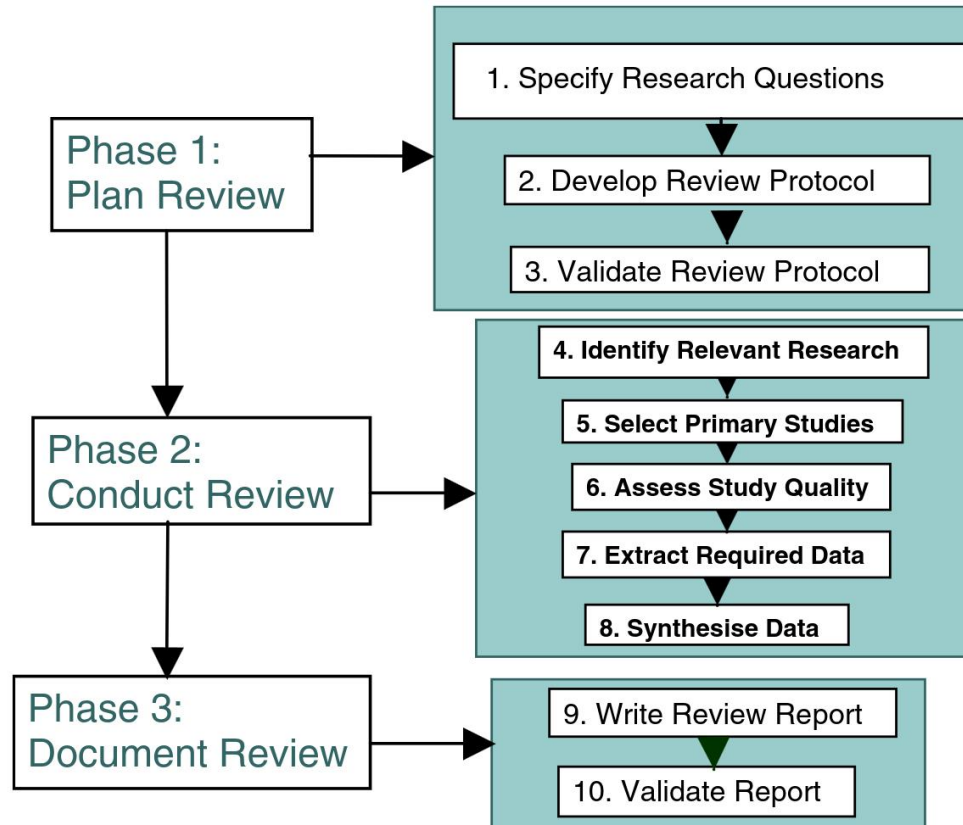 Phase 1:
Plan Review
1. Specify Research Questions
2. Develop Review Protocol
3. Validate Review Protocol
Phase 2:
Conduct Review
4. Identify Relevant Research
5. Select Primary Studies
6. Assess Study Quality
7. Extract Required Data
8. Synthesise Data
Phase 3:
Document Review
9. Write Review Report
10. Validate Report